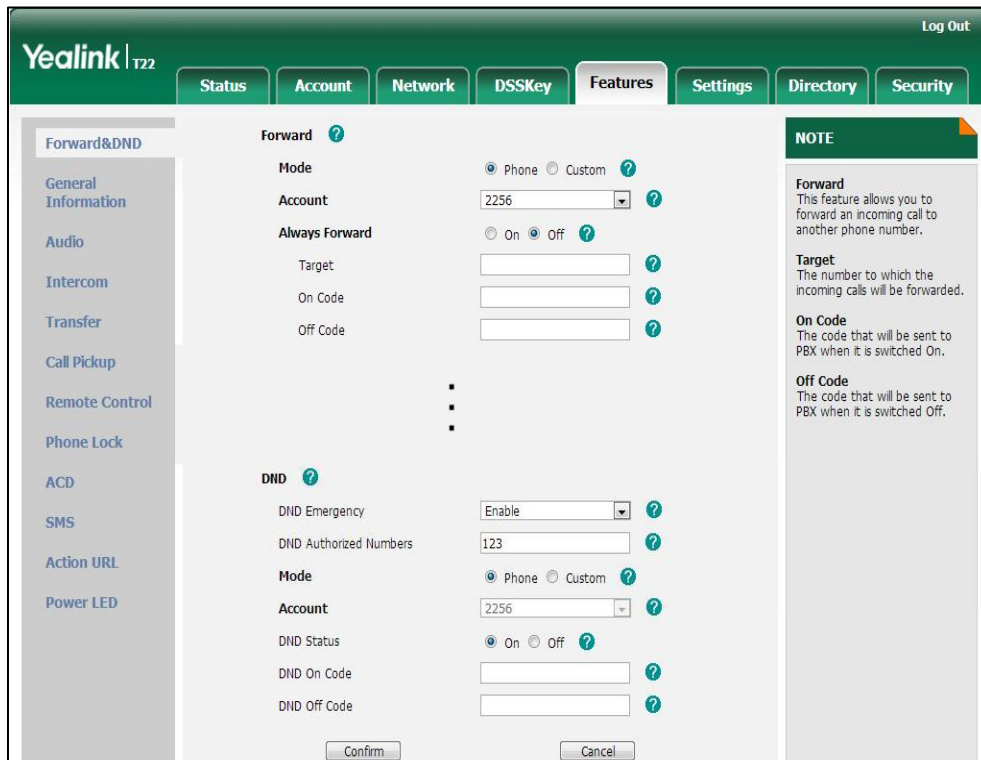 Log Out
Yealink T22
Status Account Network DSSKey Features Settings Directory Security
Forward&DND
General
Information
Audio
Intercom
Transfer
Call Pickup
Remote Control
Phone Lock
ACD
SMS
Action URL
Power LED
Forward ?
Mode Phone Custom ?
Account 2256 ?
Always Forward On Off ?
Target ?
On Code ?
Off Code ?
DND ?
DND Emergency Enable ?
DND Authorized Numbers 123 ?
Mode Phone Custom ?
Account 2256 ?
DND Status On Off ?
DND On Code ?
DND Off Code ?
Confirm Cancel
NOTE
Forward
This feature allows you to
forward an incoming call to
another phone number.
Target
The number to which the
incoming calls will be forwarded.
On Code
The code that will be sent to
PBX when it is switched On.
Off Code
The code that will be sent to
PBX when it is switched Off.